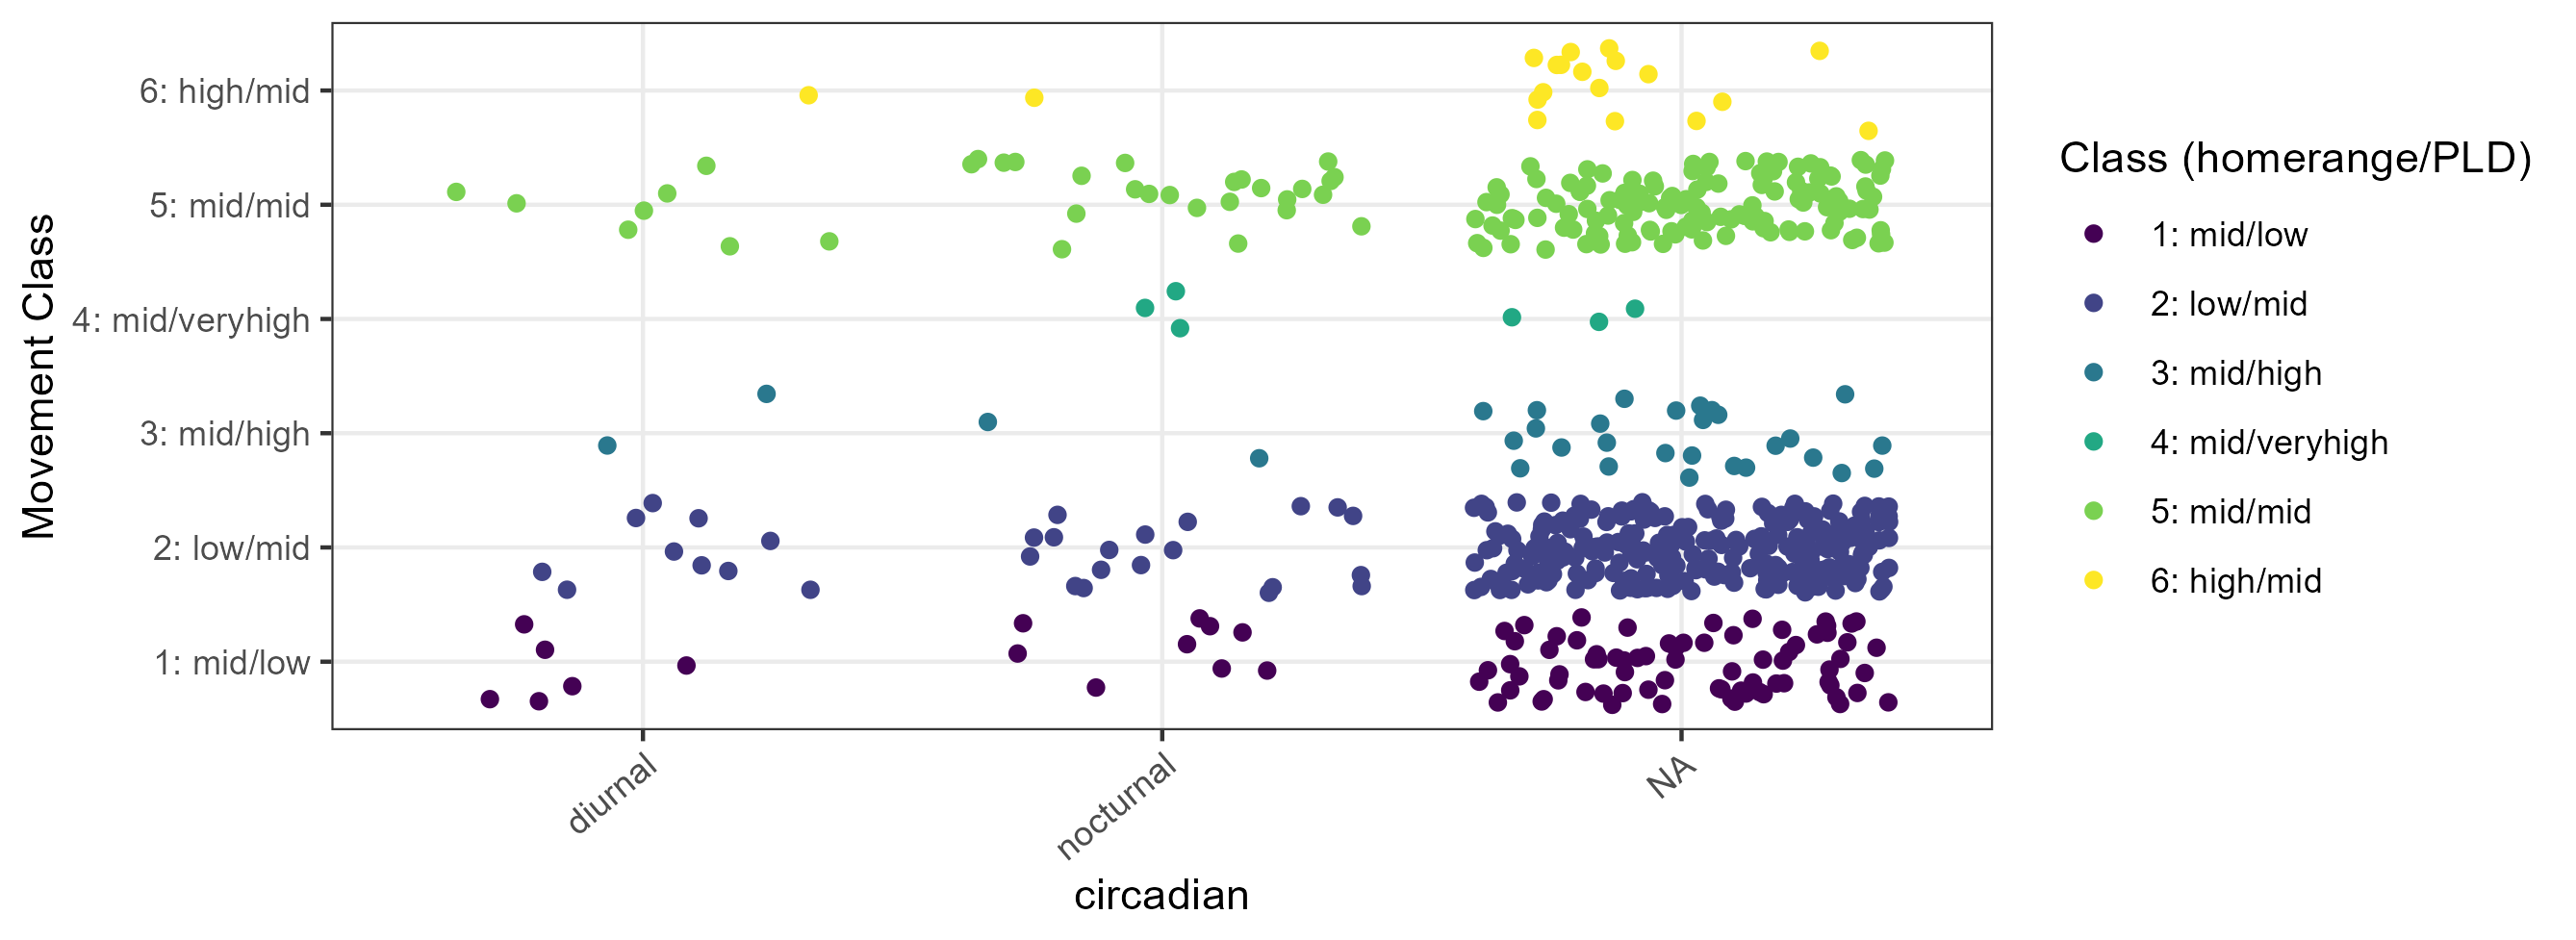 Movement Class
6: high/mid
5: mid/mid
4: mid/veryhigh
3: mid/high
2: low/mid
1: mid/low
diurnal
nocturnal
NA
circadian
Class (homerange/PLD)
1: mid/low
2: low/mid
3: mid/high
4: mid/veryhigh
5: mid/mid
6: high/mid